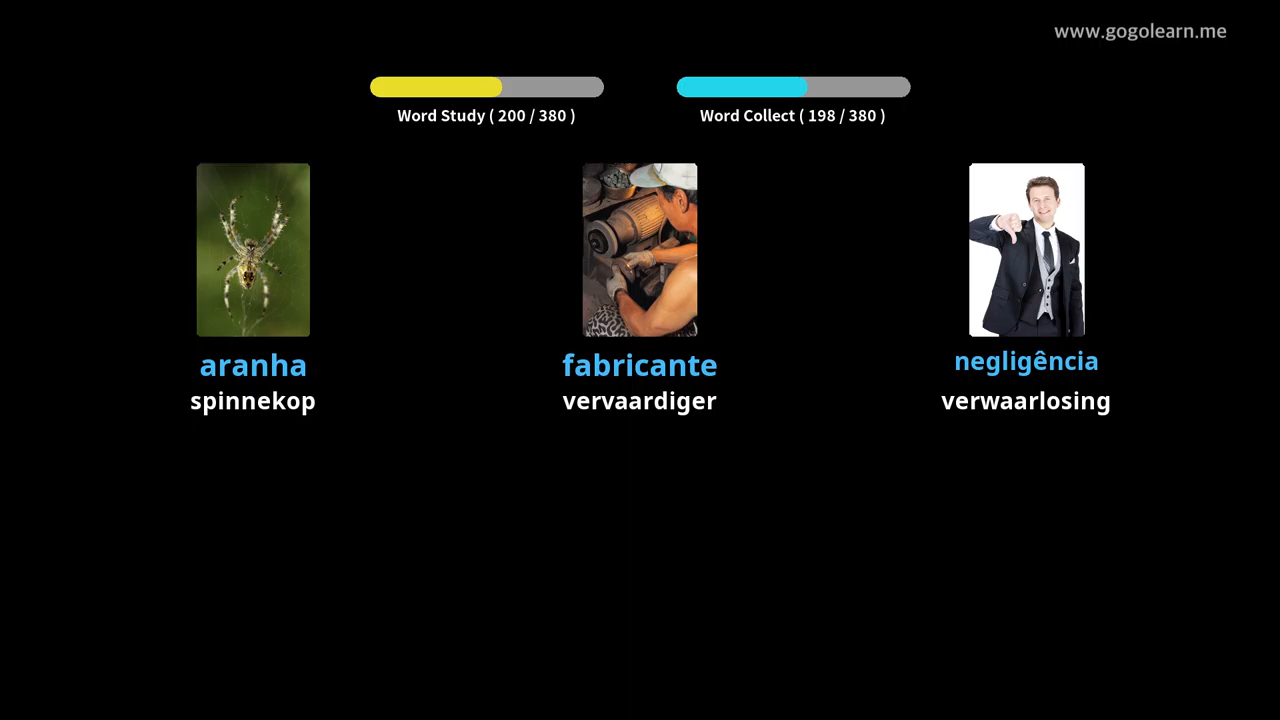 www.gogolearn.me
Word Study ( 200 / 380 )
Word Collect ( 198 / 380 )
aranha
spinnekop
fabricante
vervaardiger
negligência
verwaarlosing